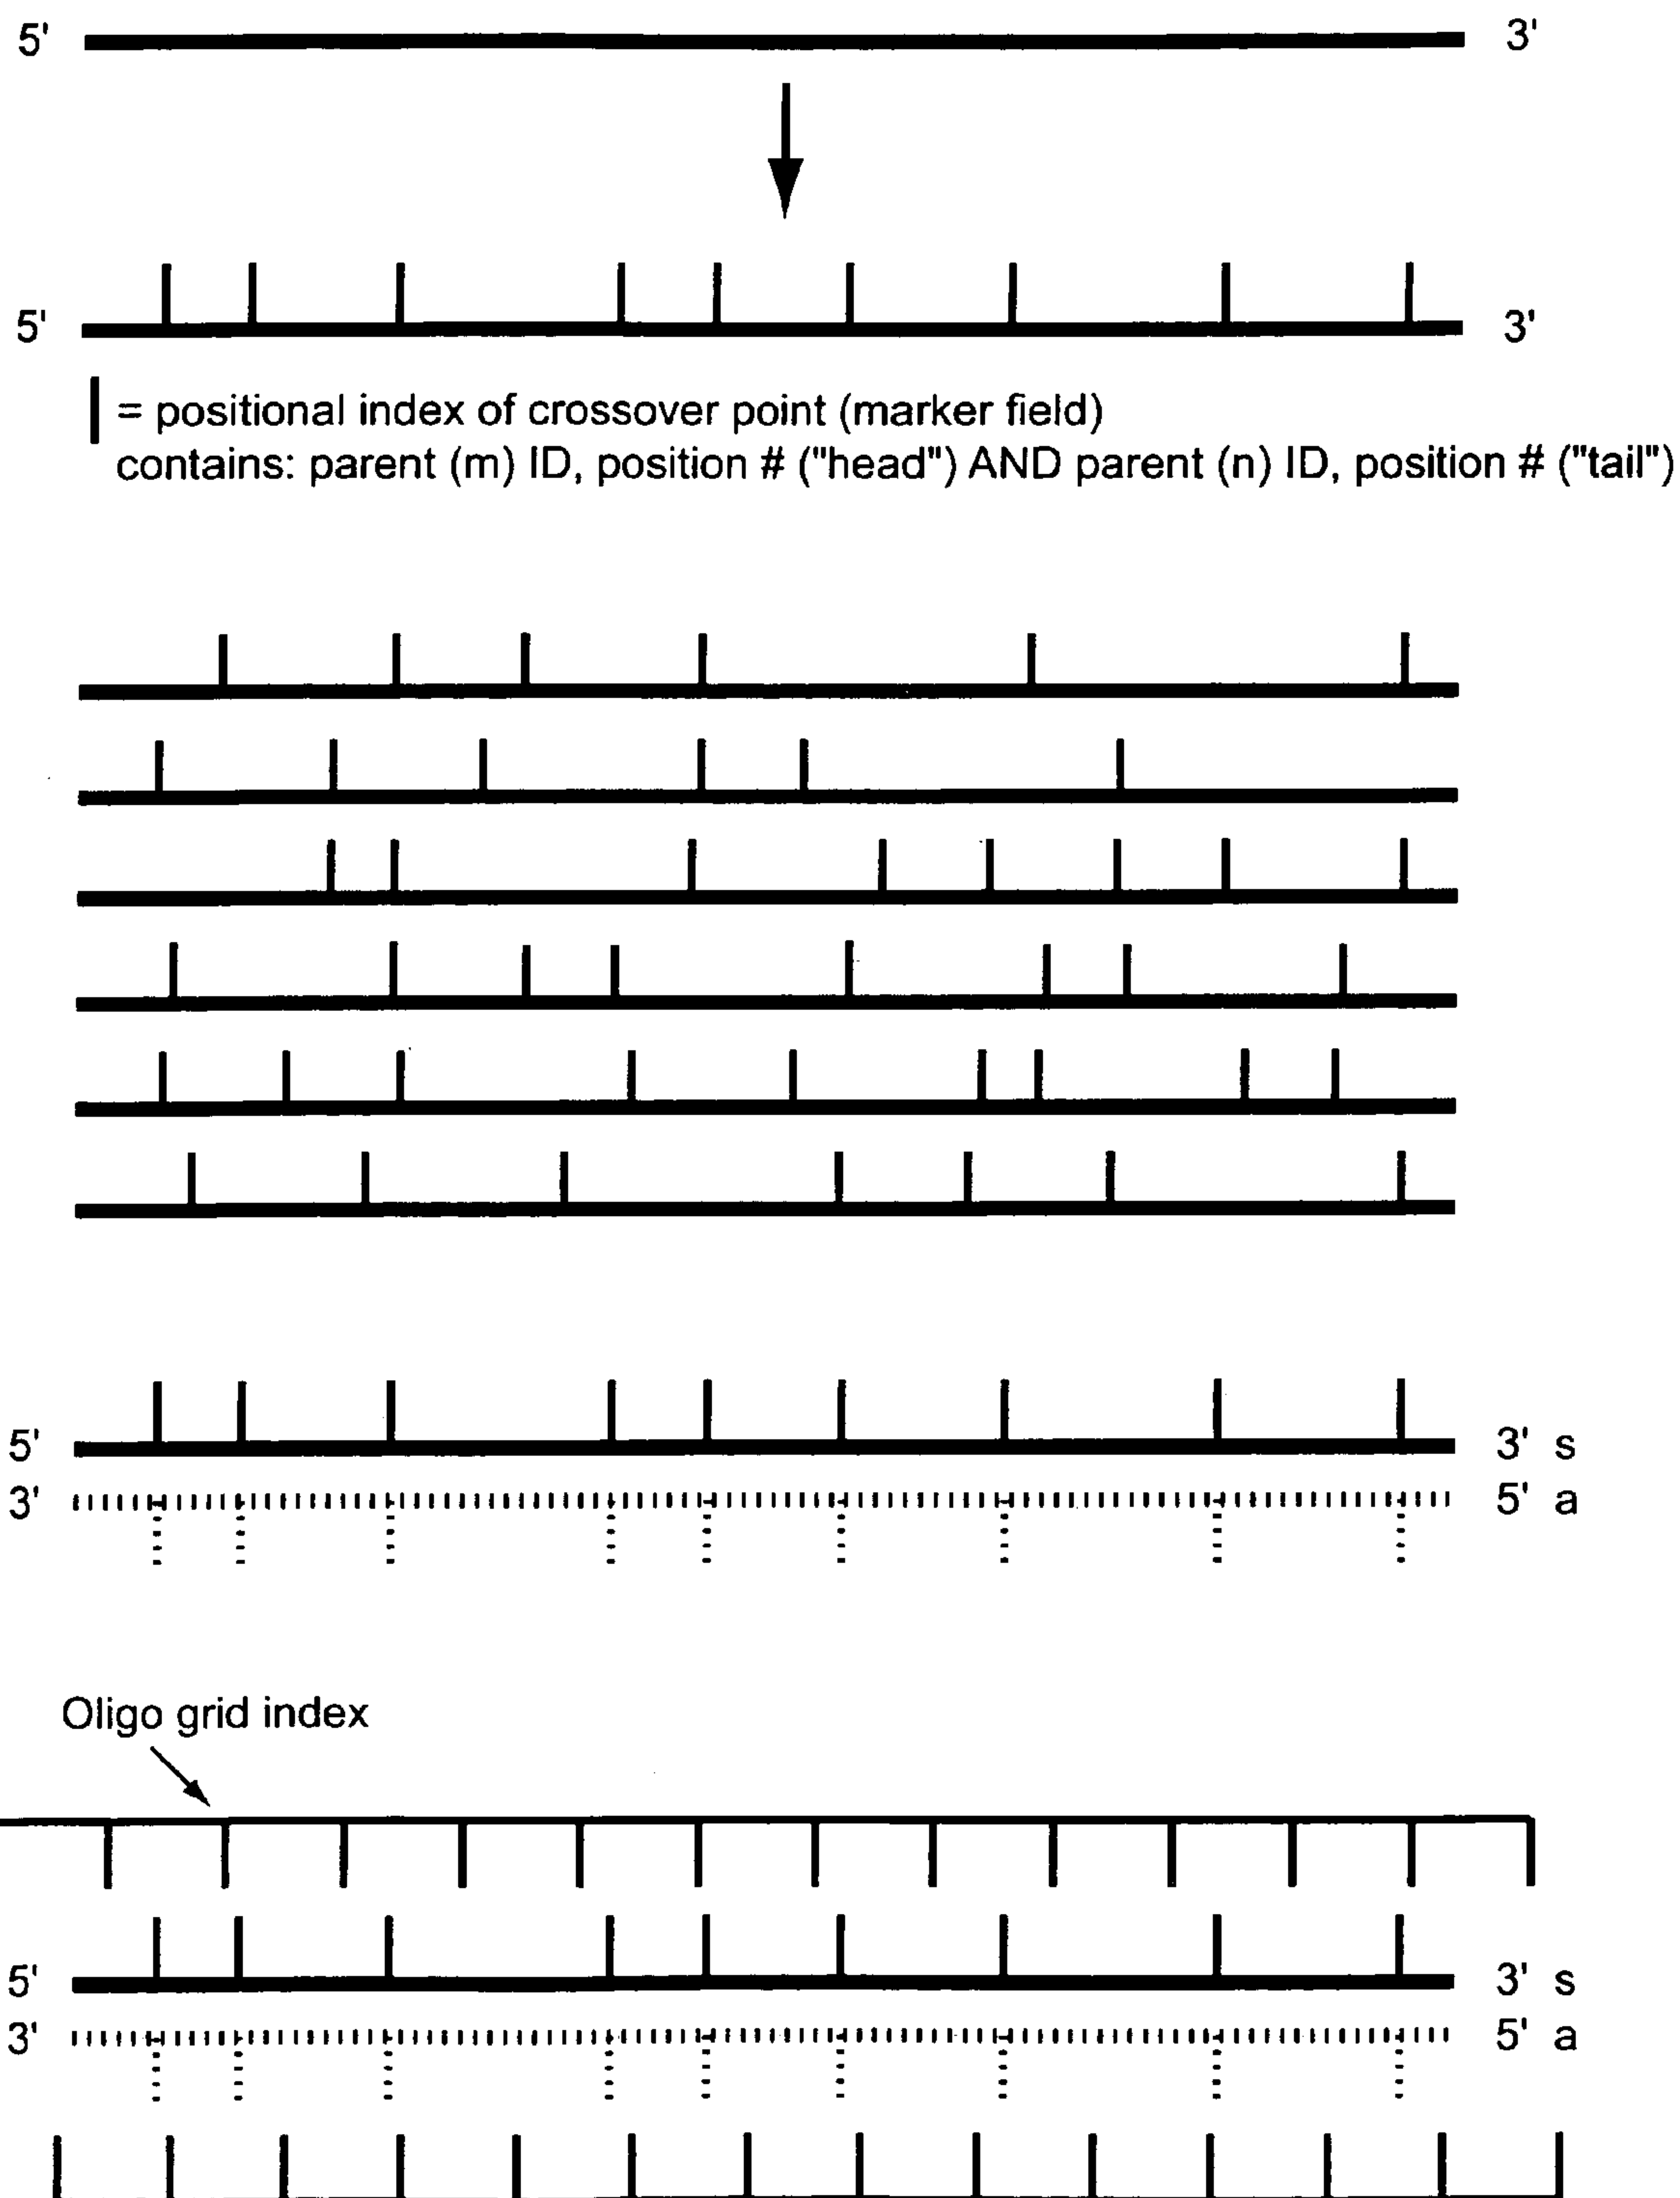 5' 3'
5' 3'
= positional index of crossover point (marker field)
contains: parent (m) ID, position # ("head") AND parent (n) ID, position # ("tail")
5' 3' s
3' 5' a
Oligo grid index
5' 3' s
3' 5' a